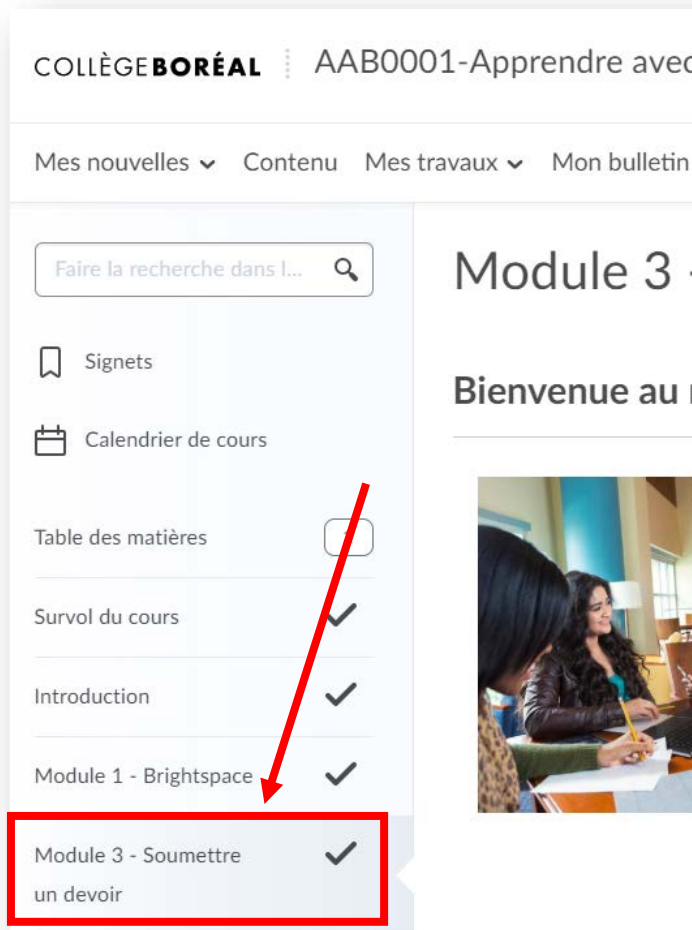 COLLÈGEBORÉAL AAB0001-Apprendre avec
Mes nouvelles Contenu Mes travaux Mon bulletin
Faire la recherche dans l...
Module 3 -
Signets
Bienvenue au
Calendrier de cours
Table des matières
Survol du cours
Introduction
Module 1 - Brightspace
Module 3 - Soumettre
un devoir